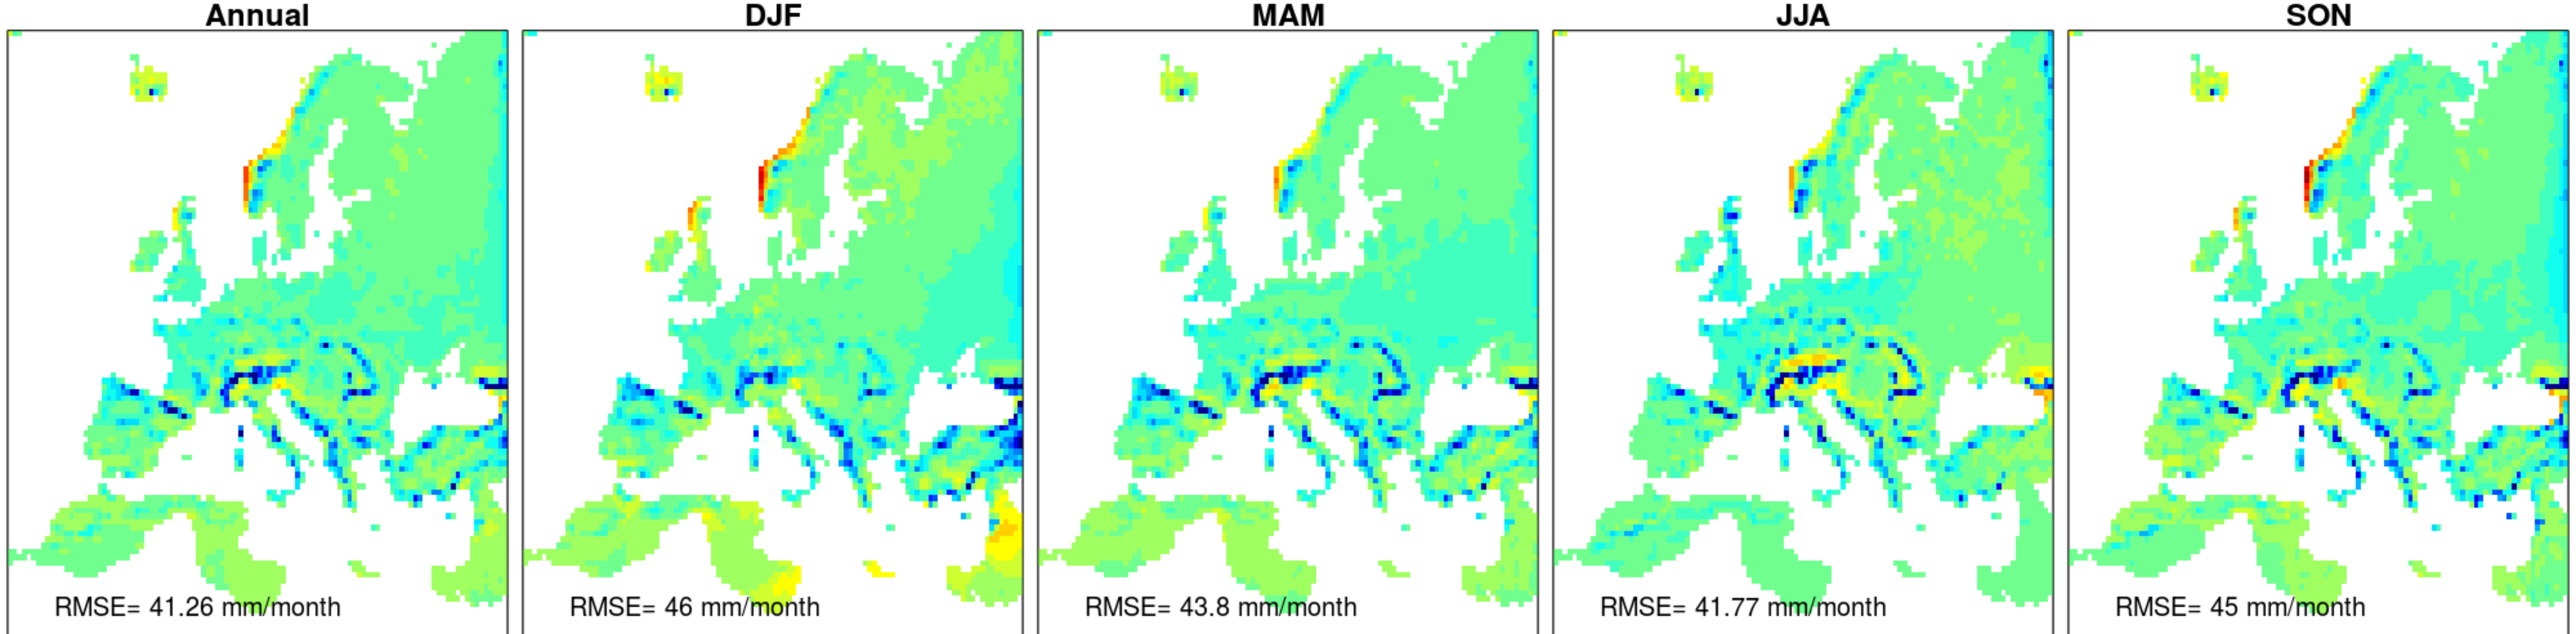 Annual
DJF
MAM
JJA
SON
RMSE= 41.26 mm/month
RMSE= 46 mm/month
RMSE= 43.8 mm/month
RMSE= 41.77 mm/month
RMSE= 45 mm/month